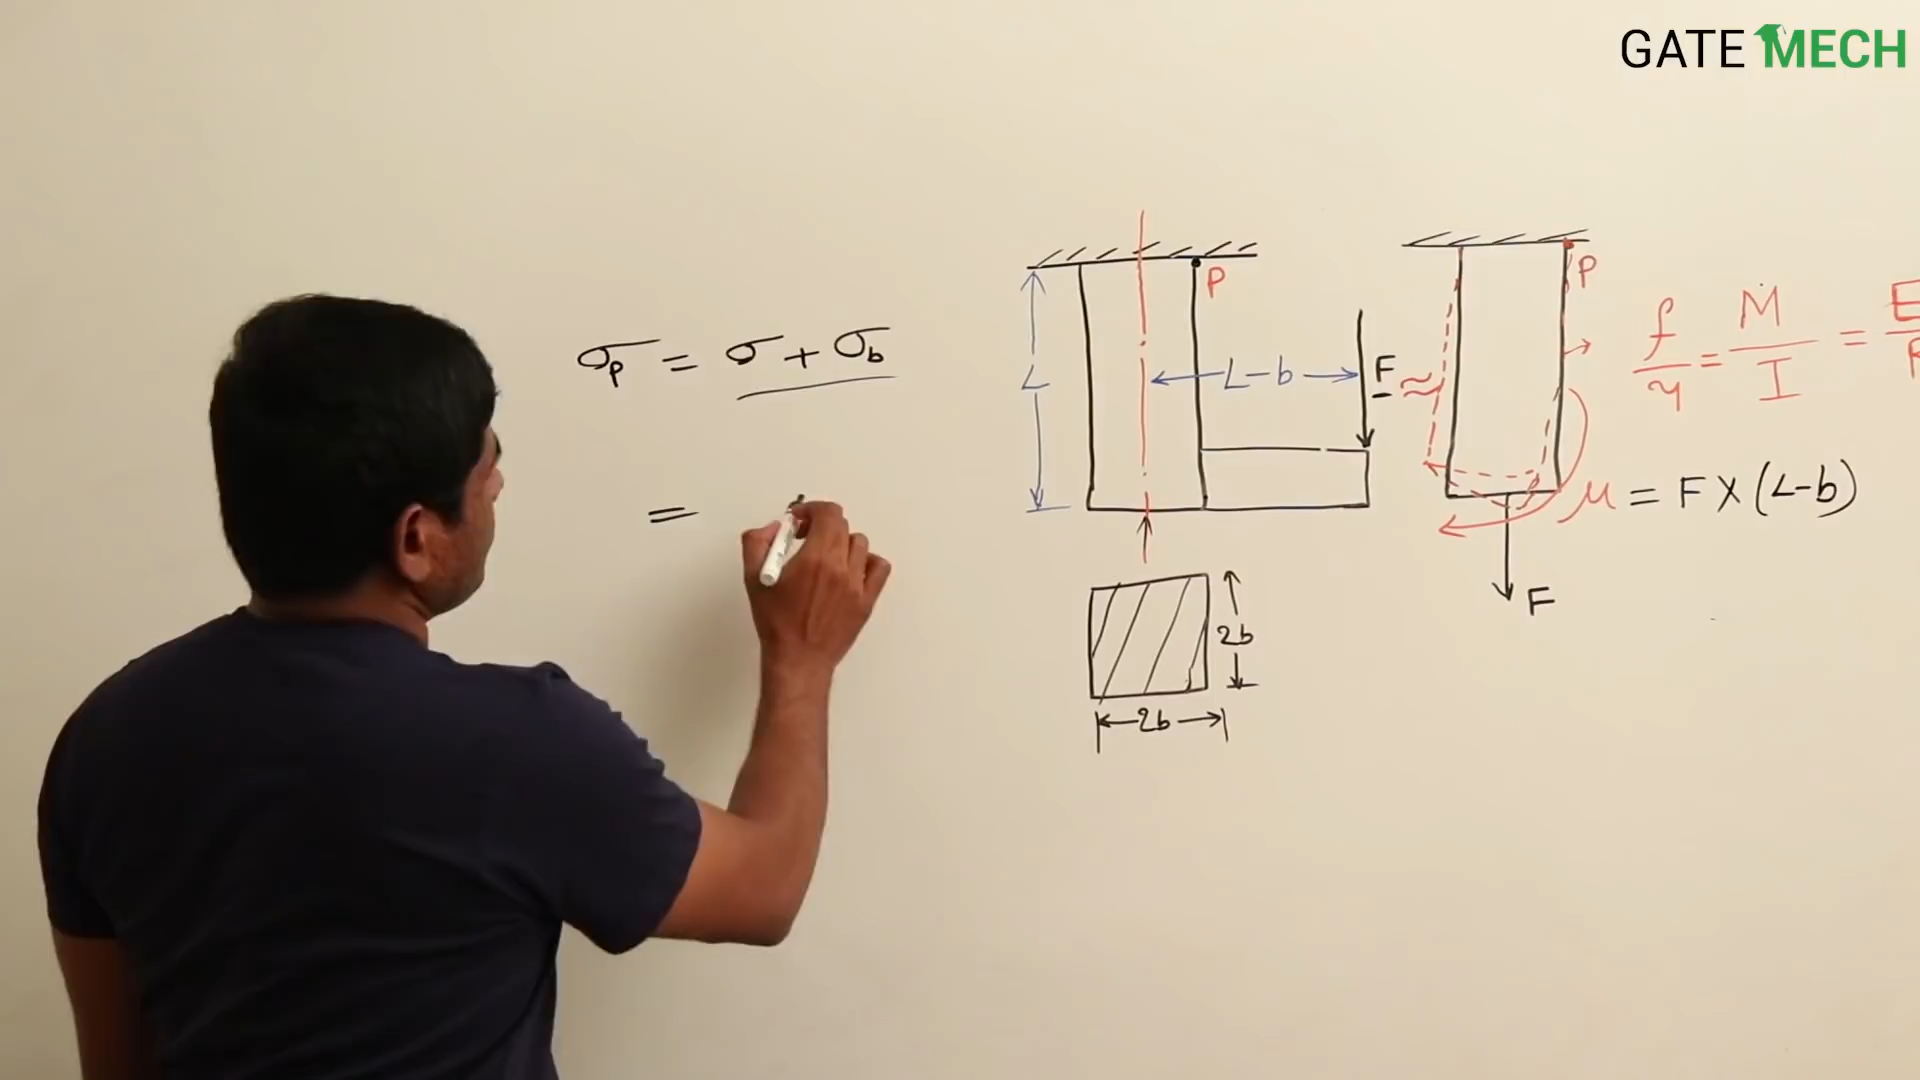 GATE MECH
σp = σ + σb
=
P
L
L-b
F
≈
P
f/y = M/I = E/R
M = F X (L-b)
F
2b
2b